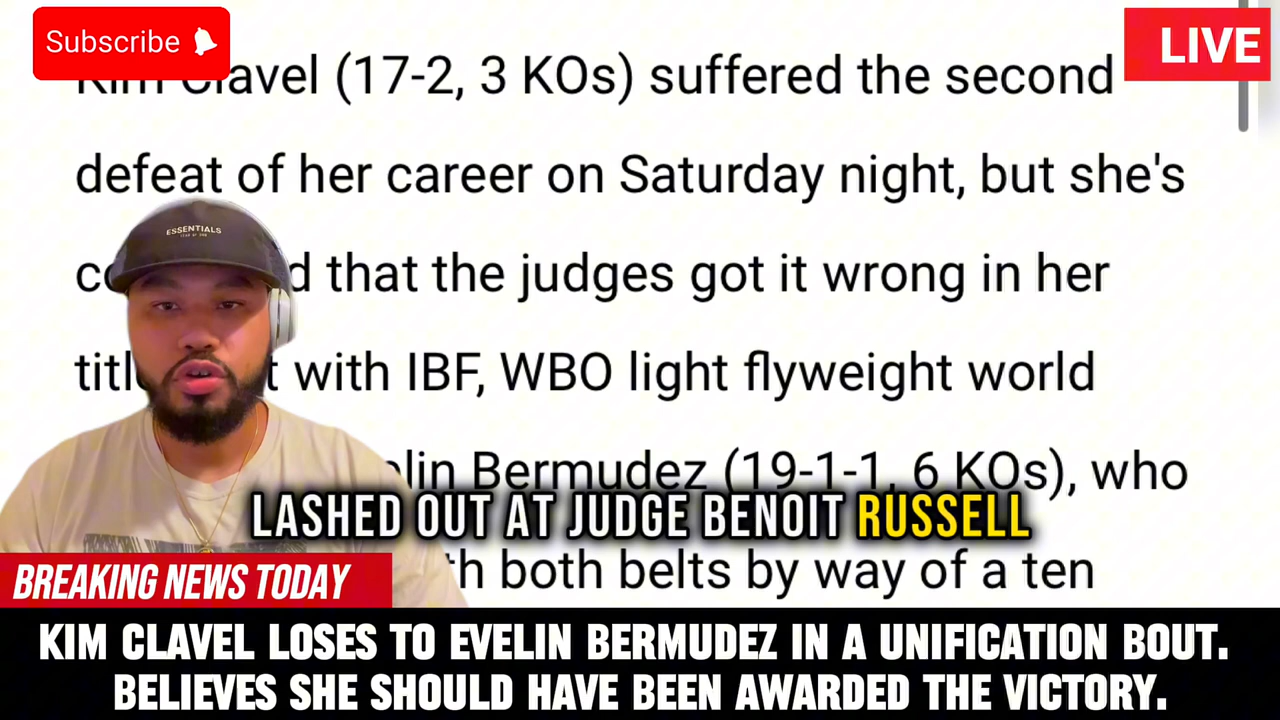 Subscribe
LIVE
Kim Clavel (17-2, 3 KOs) suffered the second
defeat of her career on Saturday night, but she's
that the judges got it wrong in her
with IBF, WBO light flyweight world
Bermudez (19-1-1, 6 KOs), who
both belts by way of a ten
ESSENTIALS
LASHED OUT AT JUDGE BENOIT RUSSELL
BREAKING NEWS TODAY
KIM CLAVEL LOSES TO EVELIN BERMUDEZ IN A UNIFICATION BOUT.
BELIEVES SHE SHOULD HAVE BEEN AWARDED THE VICTORY.